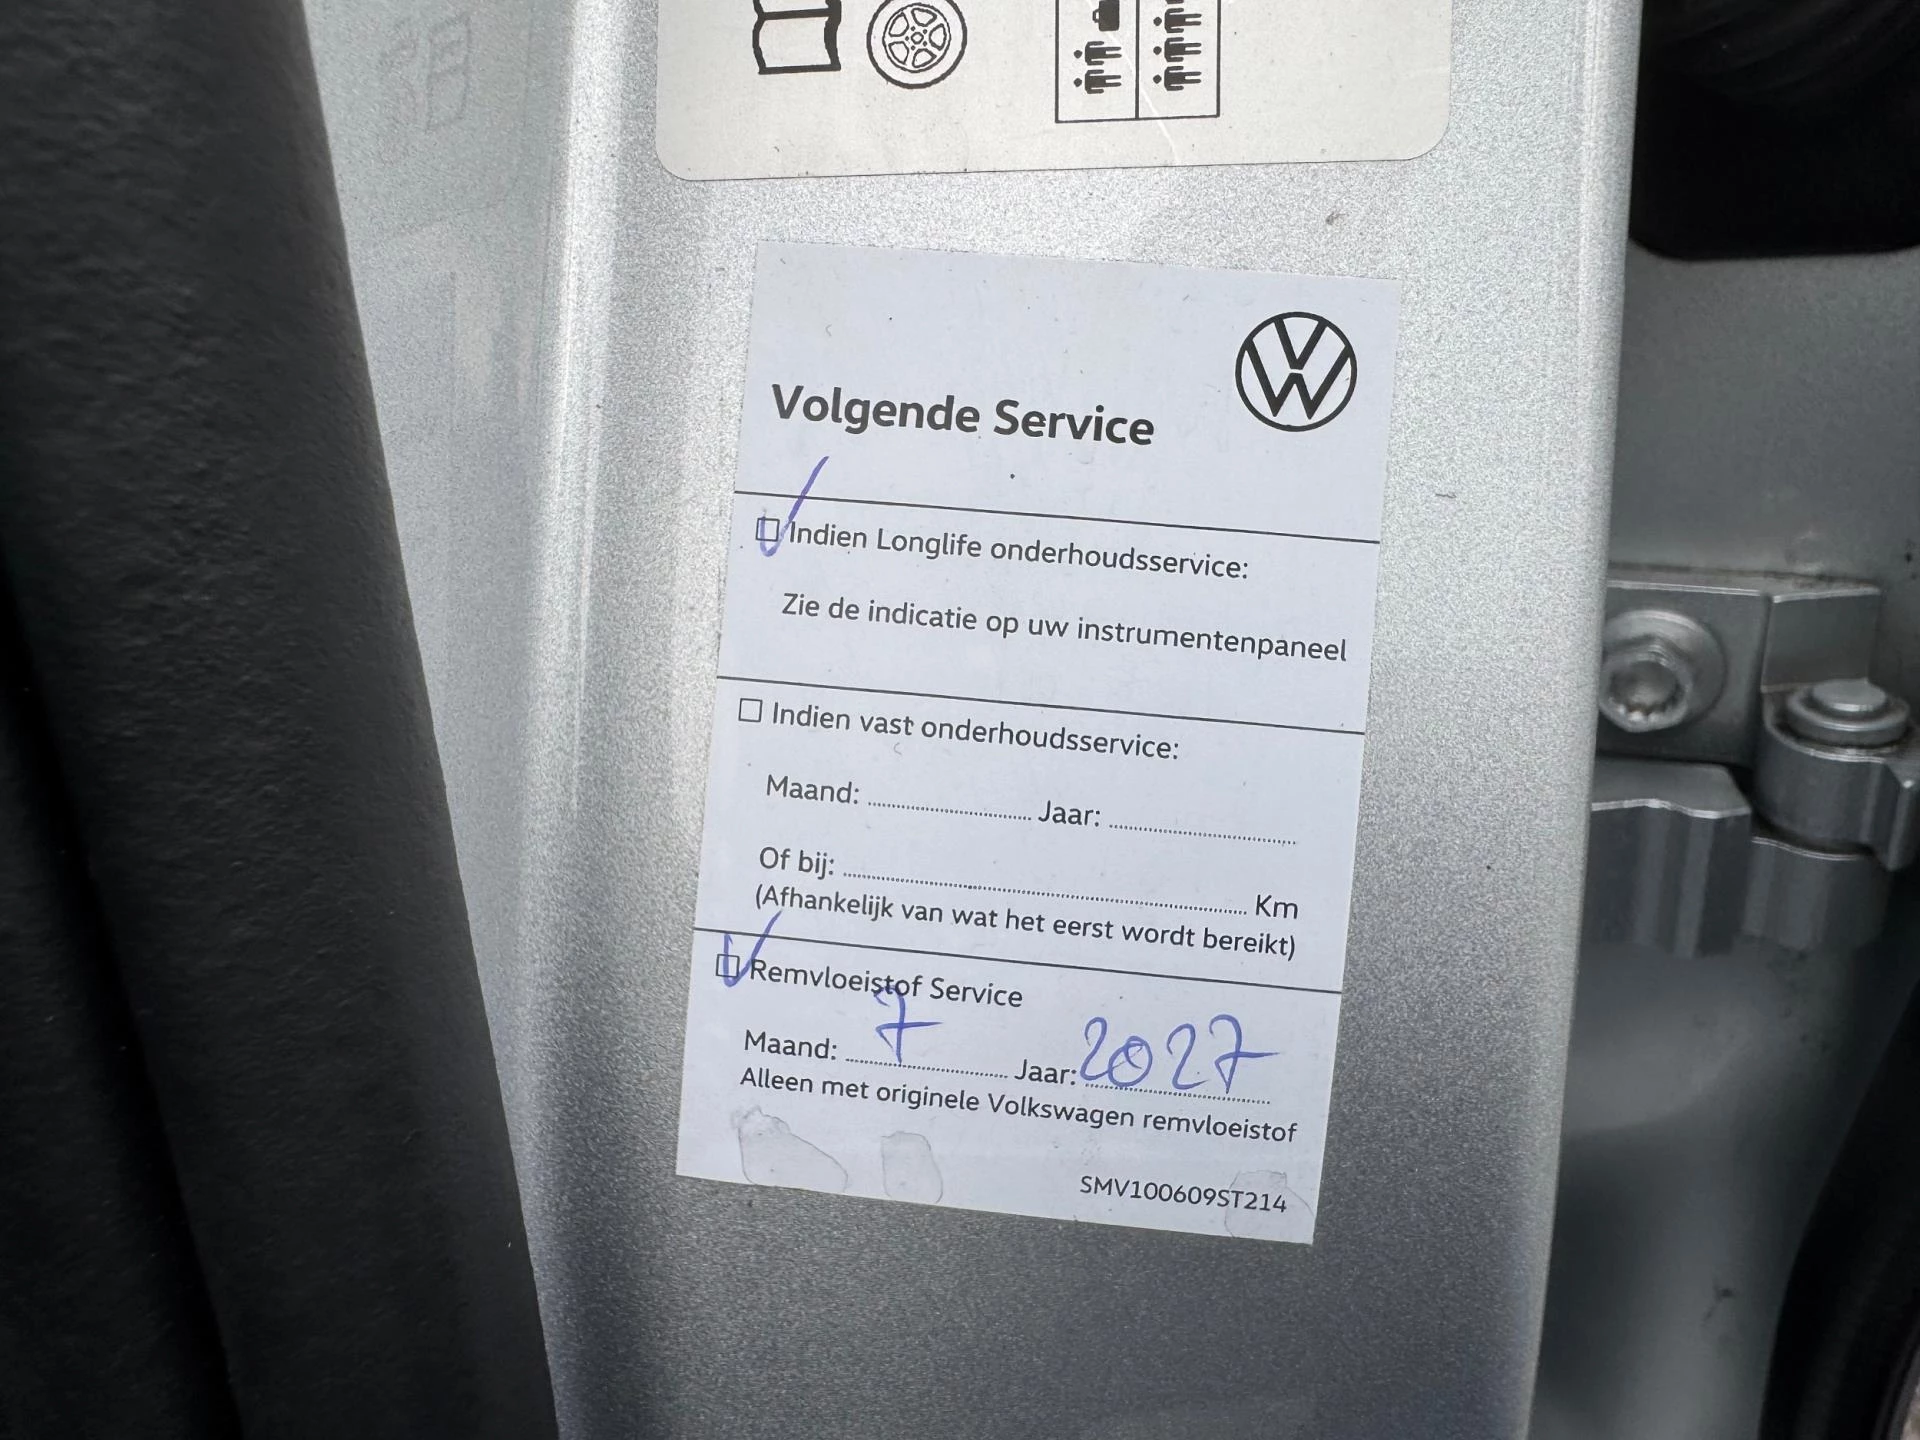 Volgende Service
Indien Longlife onderhoudsservice:
Zie de indicatie op uw instrumentenpaneel
Indien vast onderhoudsservice:
Maand: .......... Jaar: ..........
Of bij: .......... Km
(Afhankelijk van wat het eerst wordt bereikt)
Remvloeistof Service
Maand: 7 Jaar: 2027
Alleen met originele Volkswagen remvloeistof
SMV100609ST214